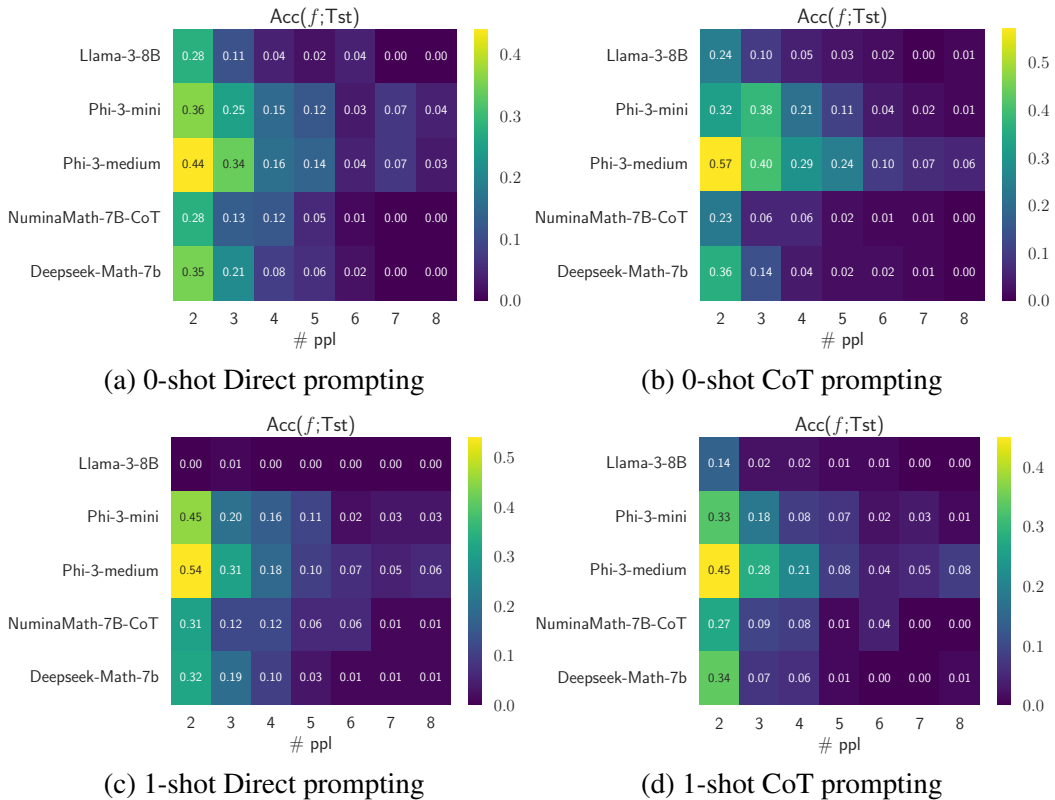 Acc(f;Tst)
Llama-3-8B 0.28 0.11 0.04 0.02 0.04 0.00 0.00
Phi-3-mini 0.36 0.25 0.15 0.12 0.03 0.07 0.04
Phi-3-medium 0.44 0.34 0.16 0.14 0.04 0.07 0.03
NuminaMath-7B-CoT 0.28 0.13 0.12 0.05 0.01 0.00 0.00
Deepseek-Math-7b 0.35 0.21 0.08 0.06 0.02 0.00 0.00
2 3 4 5 6 7 8
# ppl
0.4
0.3
0.2
0.1
0.0
(a) 0-shot Direct prompting
Acc(f;Tst)
Llama-3-8B 0.24 0.10 0.05 0.03 0.02 0.00 0.01
Phi-3-mini 0.32 0.38 0.21 0.11 0.04 0.02 0.01
Phi-3-medium 0.57 0.40 0.29 0.24 0.10 0.07 0.06
NuminaMath-7B-CoT 0.23 0.06 0.06 0.02 0.01 0.01 0.00
Deepseek-Math-7b 0.36 0.14 0.04 0.02 0.02 0.01 0.00
2 3 4 5 6 7 8
# ppl
0.5
0.4
0.3
0.2
0.1
0.0
(b) 0-shot CoT prompting
Acc(f;Tst)
Llama-3-8B 0.00 0.01 0.00 0.00 0.00 0.00 0.00
Phi-3-mini 0.45 0.20 0.16 0.11 0.02 0.03 0.03
Phi-3-medium 0.54 0.31 0.18 0.10 0.07 0.05 0.06
NuminaMath-7B-CoT 0.31 0.12 0.12 0.06 0.06 0.01 0.01
Deepseek-Math-7b 0.32 0.19 0.10 0.03 0.01 0.01 0.01
2 3 4 5 6 7 8
# ppl
0.5
0.4
0.3
0.2
0.1
0.0
(c) 1-shot Direct prompting
Acc(f;Tst)
Llama-3-8B 0.14 0.02 0.02 0.01 0.01 0.00 0.00
Phi-3-mini 0.33 0.18 0.08 0.07 0.02 0.03 0.01
Phi-3-medium 0.45 0.28 0.21 0.08 0.04 0.05 0.08
NuminaMath-7B-CoT 0.27 0.09 0.08 0.01 0.04 0.00 0.00
Deepseek-Math-7b 0.34 0.07 0.06 0.01 0.00 0.00 0.01
2 3 4 5 6 7 8
# ppl
0.4
0.3
0.2
0.1
0.0
(d) 1-shot CoT prompting